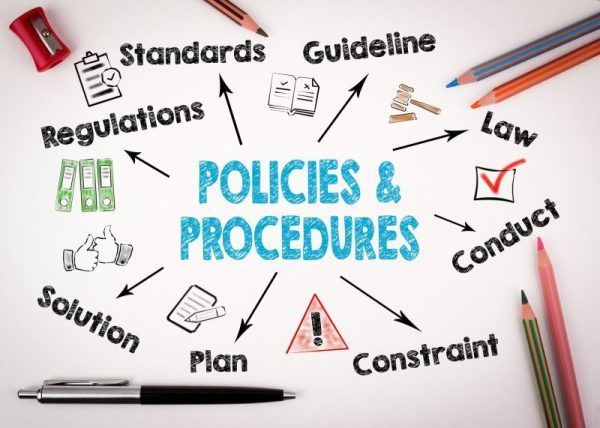 Standards
Guideline
Regulations
Law
POLICIES &
PROCEDURES
Conduct
Solution
Plan
Constraint